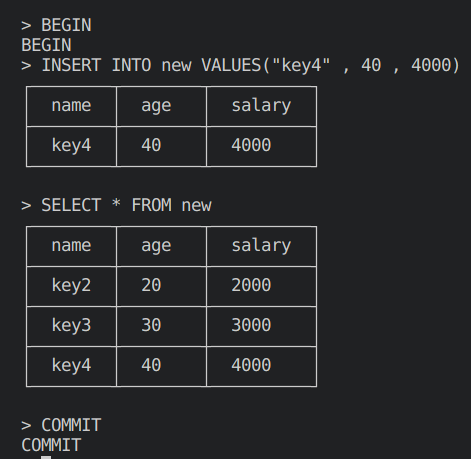 > BEGIN
BEGIN
> INSERT INTO new VALUES("key4" , 40 , 4000)
name age salary
key4 40 4000
> SELECT * FROM new
name age salary
key2 20 2000
key3 30 3000
key4 40 4000
> COMMIT
COMMIT